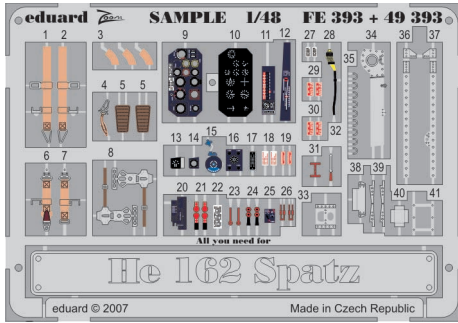 eduard Zoom SAMPLE 1/48 FE 393 + 49 393
1 2 3 9 10 11 12 27 28 34 36 37
29 35
4 5 5
30
32
13 14 15 16 17 18 19
31
6 7 8
38 39
20 21 22 23 24 25 26 33
40 41
All you need for
He 162 Spatz
eduard © 2007 Made in Czech Republic